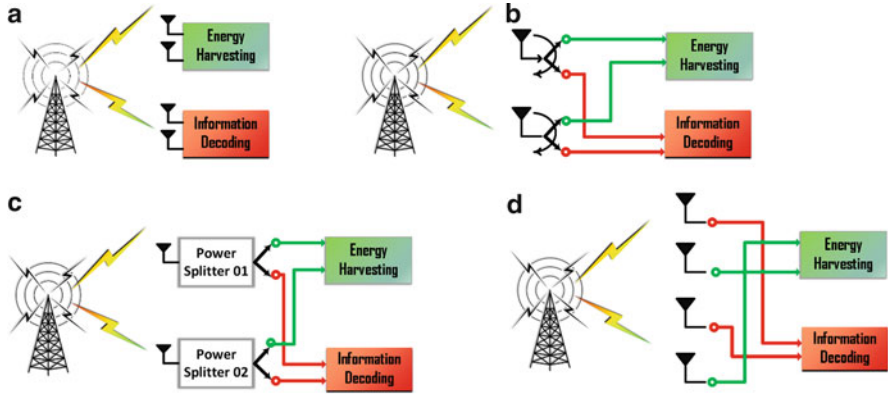 a
Energy
Harvesting
Information
Decoding
b
Energy
Harvesting
Information
Decoding
c
Power
Splitter 01
Energy
Harvesting
Power
Splitter 02
Information
Decoding
d
Energy
Harvesting
Information
Decoding